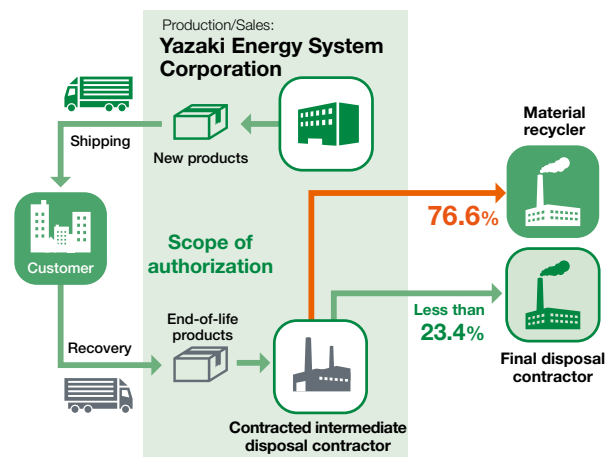 Production/Sales:
Yazaki Energy System
Corporation
Shipping
New products
Material
recycler
76.6%
Customer
Scope of
authorization
Less than
23.4%
End-of-life
products
Recovery
Final disposal
contractor
Contracted intermediate
disposal contractor